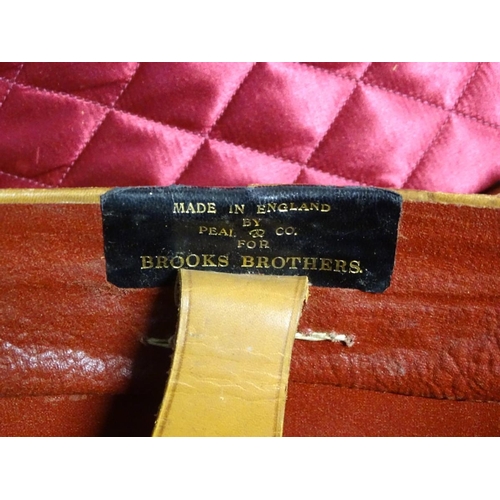 MADE IN ENGLAND
BY
PEAL & CO.
FOR
BROOKS BROTHERS.